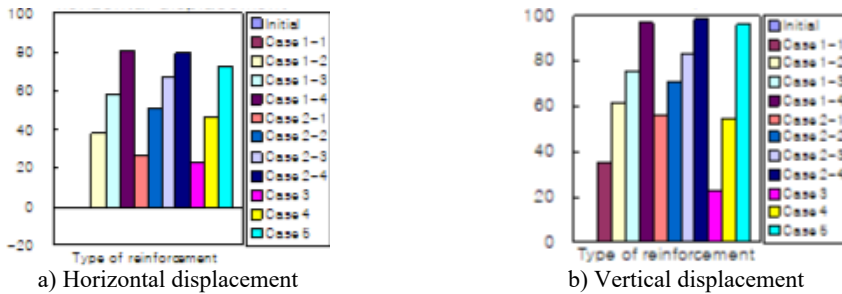 100
80
60
40
20
0
-20
Initial
Case 1-1
Case 1-2
Case 1-3
Case 1-4
Case 2-1
Case 2-2
Case 2-3
Case 2-4
Case 3
Case 4
Case 5
Type of reinforcement
a) Horizontal displacement
100
80
60
40
20
0
Initial
Case 1-1
Case 1-2
Case 1-3
Case 1-4
Case 2-1
Case 2-2
Case 2-3
Case 2-4
Case 3
Case 4
Case 5
Type of reinforcement
b) Vertical displacement